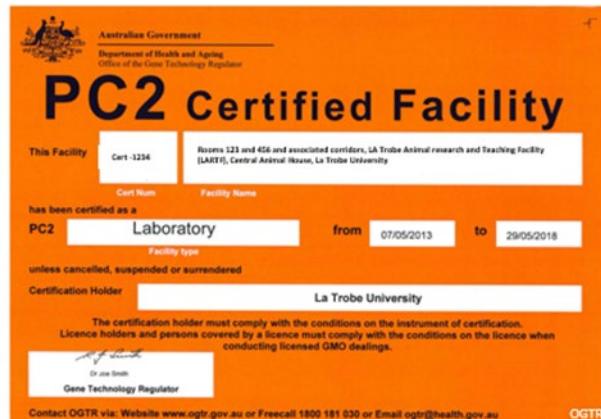 Australian Government
Department of Health and Ageing
Office of the Gene Technology Regulator
PC2 Certified Facility
This Facility
Cert -1234
Rooms 123 and 456 and associated corridors, LA Trobe Animal research and Teaching Facility
(LARTF), Central Animal House, La Trobe University
Cert Num
Facility Name
has been certified as a
PC2
Laboratory
from
07/05/2013
to
29/05/2018
Facility type
unless cancelled, suspended or surrendered
Certification Holder
La Trobe University
The certification holder must comply with the conditions on the instrument of certification.
Licence holders and persons covered by a licence must comply with the conditions on the licence when
conducting licensed GMO dealings.
Dr Joe Smith
Gene Technology Regulator
Contact OGTR via: Website www.ogtr.gov.au or Freecall 1800 181 030 or Email ogtr@health.gov.au
OGTR